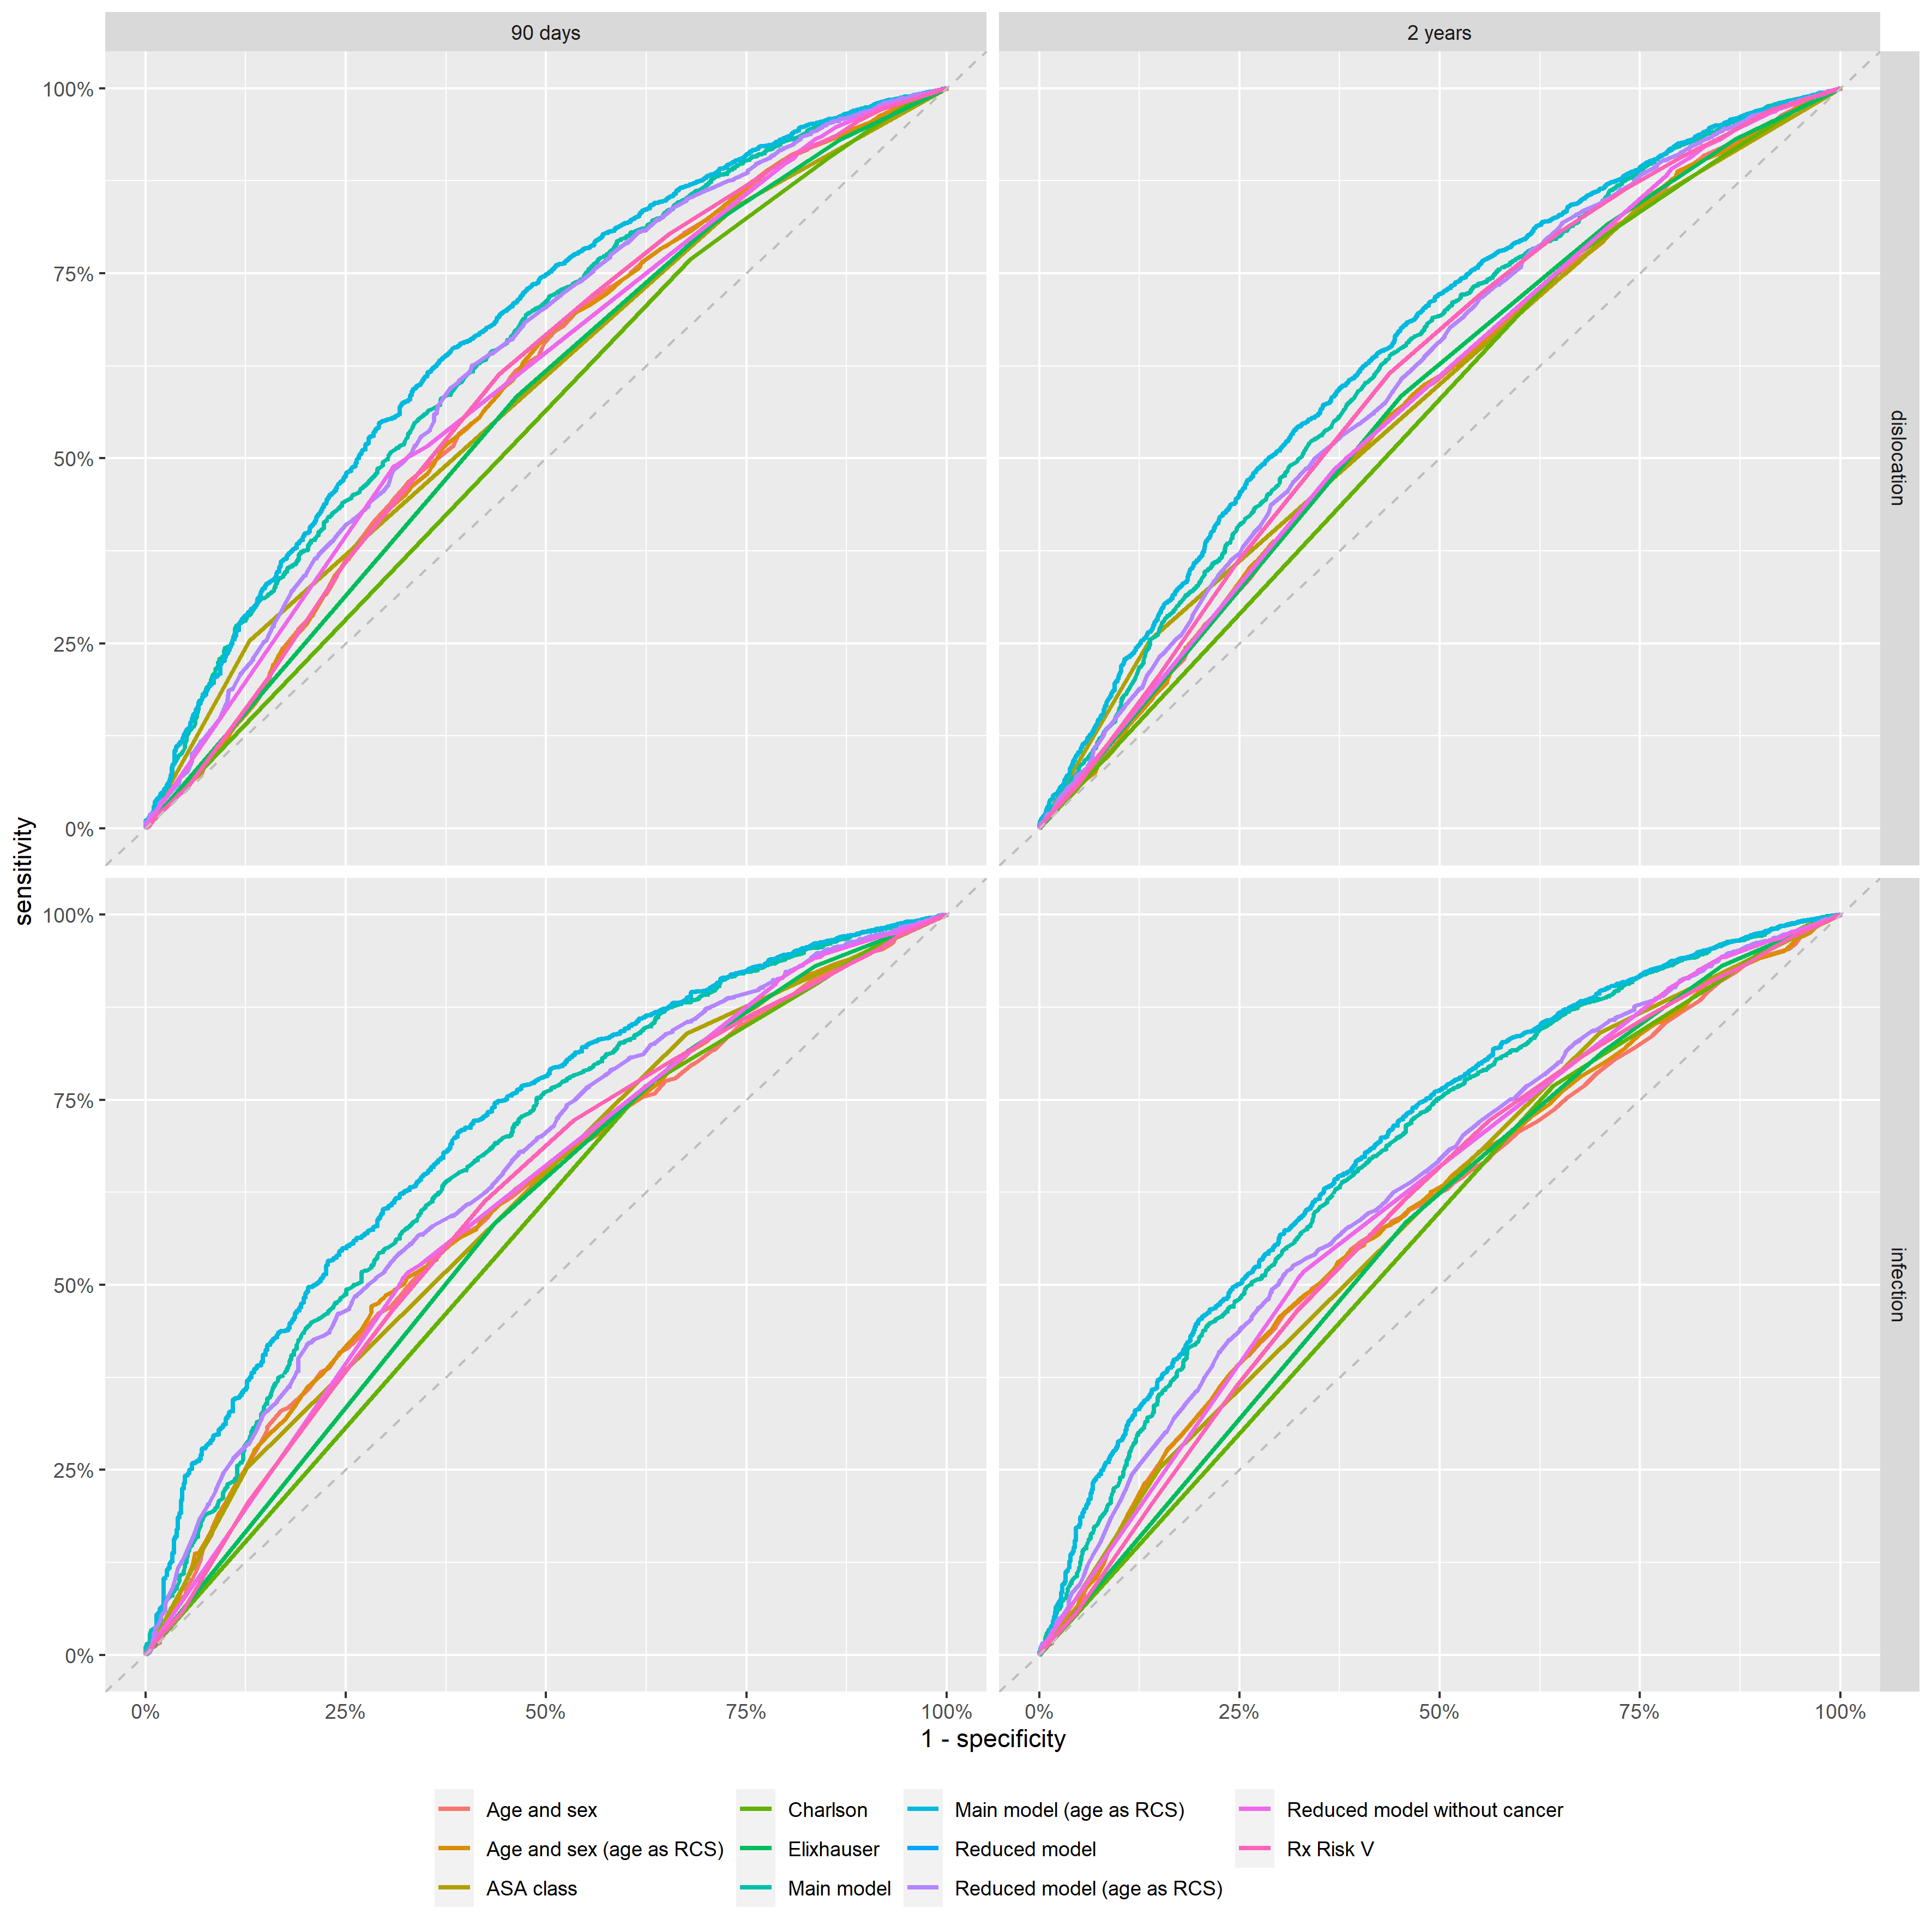 90 days
2 years
100%
75%
50%
25%
0%
dislocation
100%
75%
50%
25%
0%
infection
sensitivity
0%
25%
50%
75%
100%
0%
25%
50%
75%
100%
1 - specificity
Age and sex
Age and sex (age as RCS)
ASA class
Charlson
Elixhauser
Main model
Main model (age as RCS)
Reduced model
Reduced model (age as RCS)
Reduced model without cancer
Rx Risk V